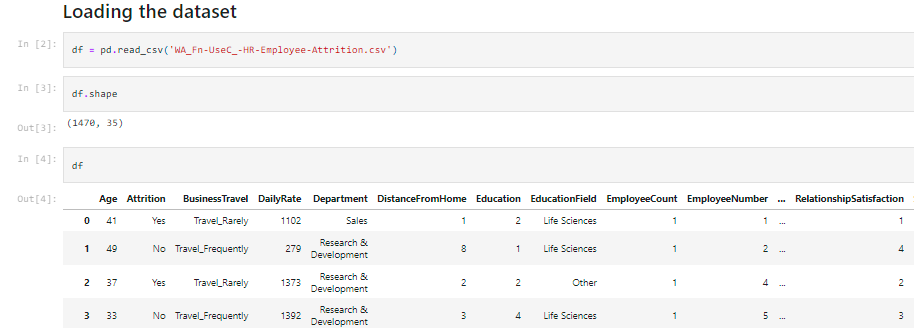 Loading the dataset
In [2]: df = pd.read_csv('WA_Fn-UseC_-HR-Employee-Attrition.csv')
In [3]: df.shape
Out[3]: (1470, 35)
In [4]: df
Out[4]: Age Attrition BusinessTravel DailyRate Department DistanceFromHome Education EducationField EmployeeCount EmployeeNumber ... RelationshipSatisfaction
0 41 Yes Travel_Rarely 1102 Sales 1 2 Life Sciences 1 1 ... 1
1 49 No Travel_Frequently 279 Research & Development 8 1 Life Sciences 1 2 ... 4
2 37 Yes Travel_Rarely 1373 Research & Development 2 2 Other 1 4 ... 2
3 33 No Travel_Frequently 1392 Research & Development 3 4 Life Sciences 1 5 ... 3